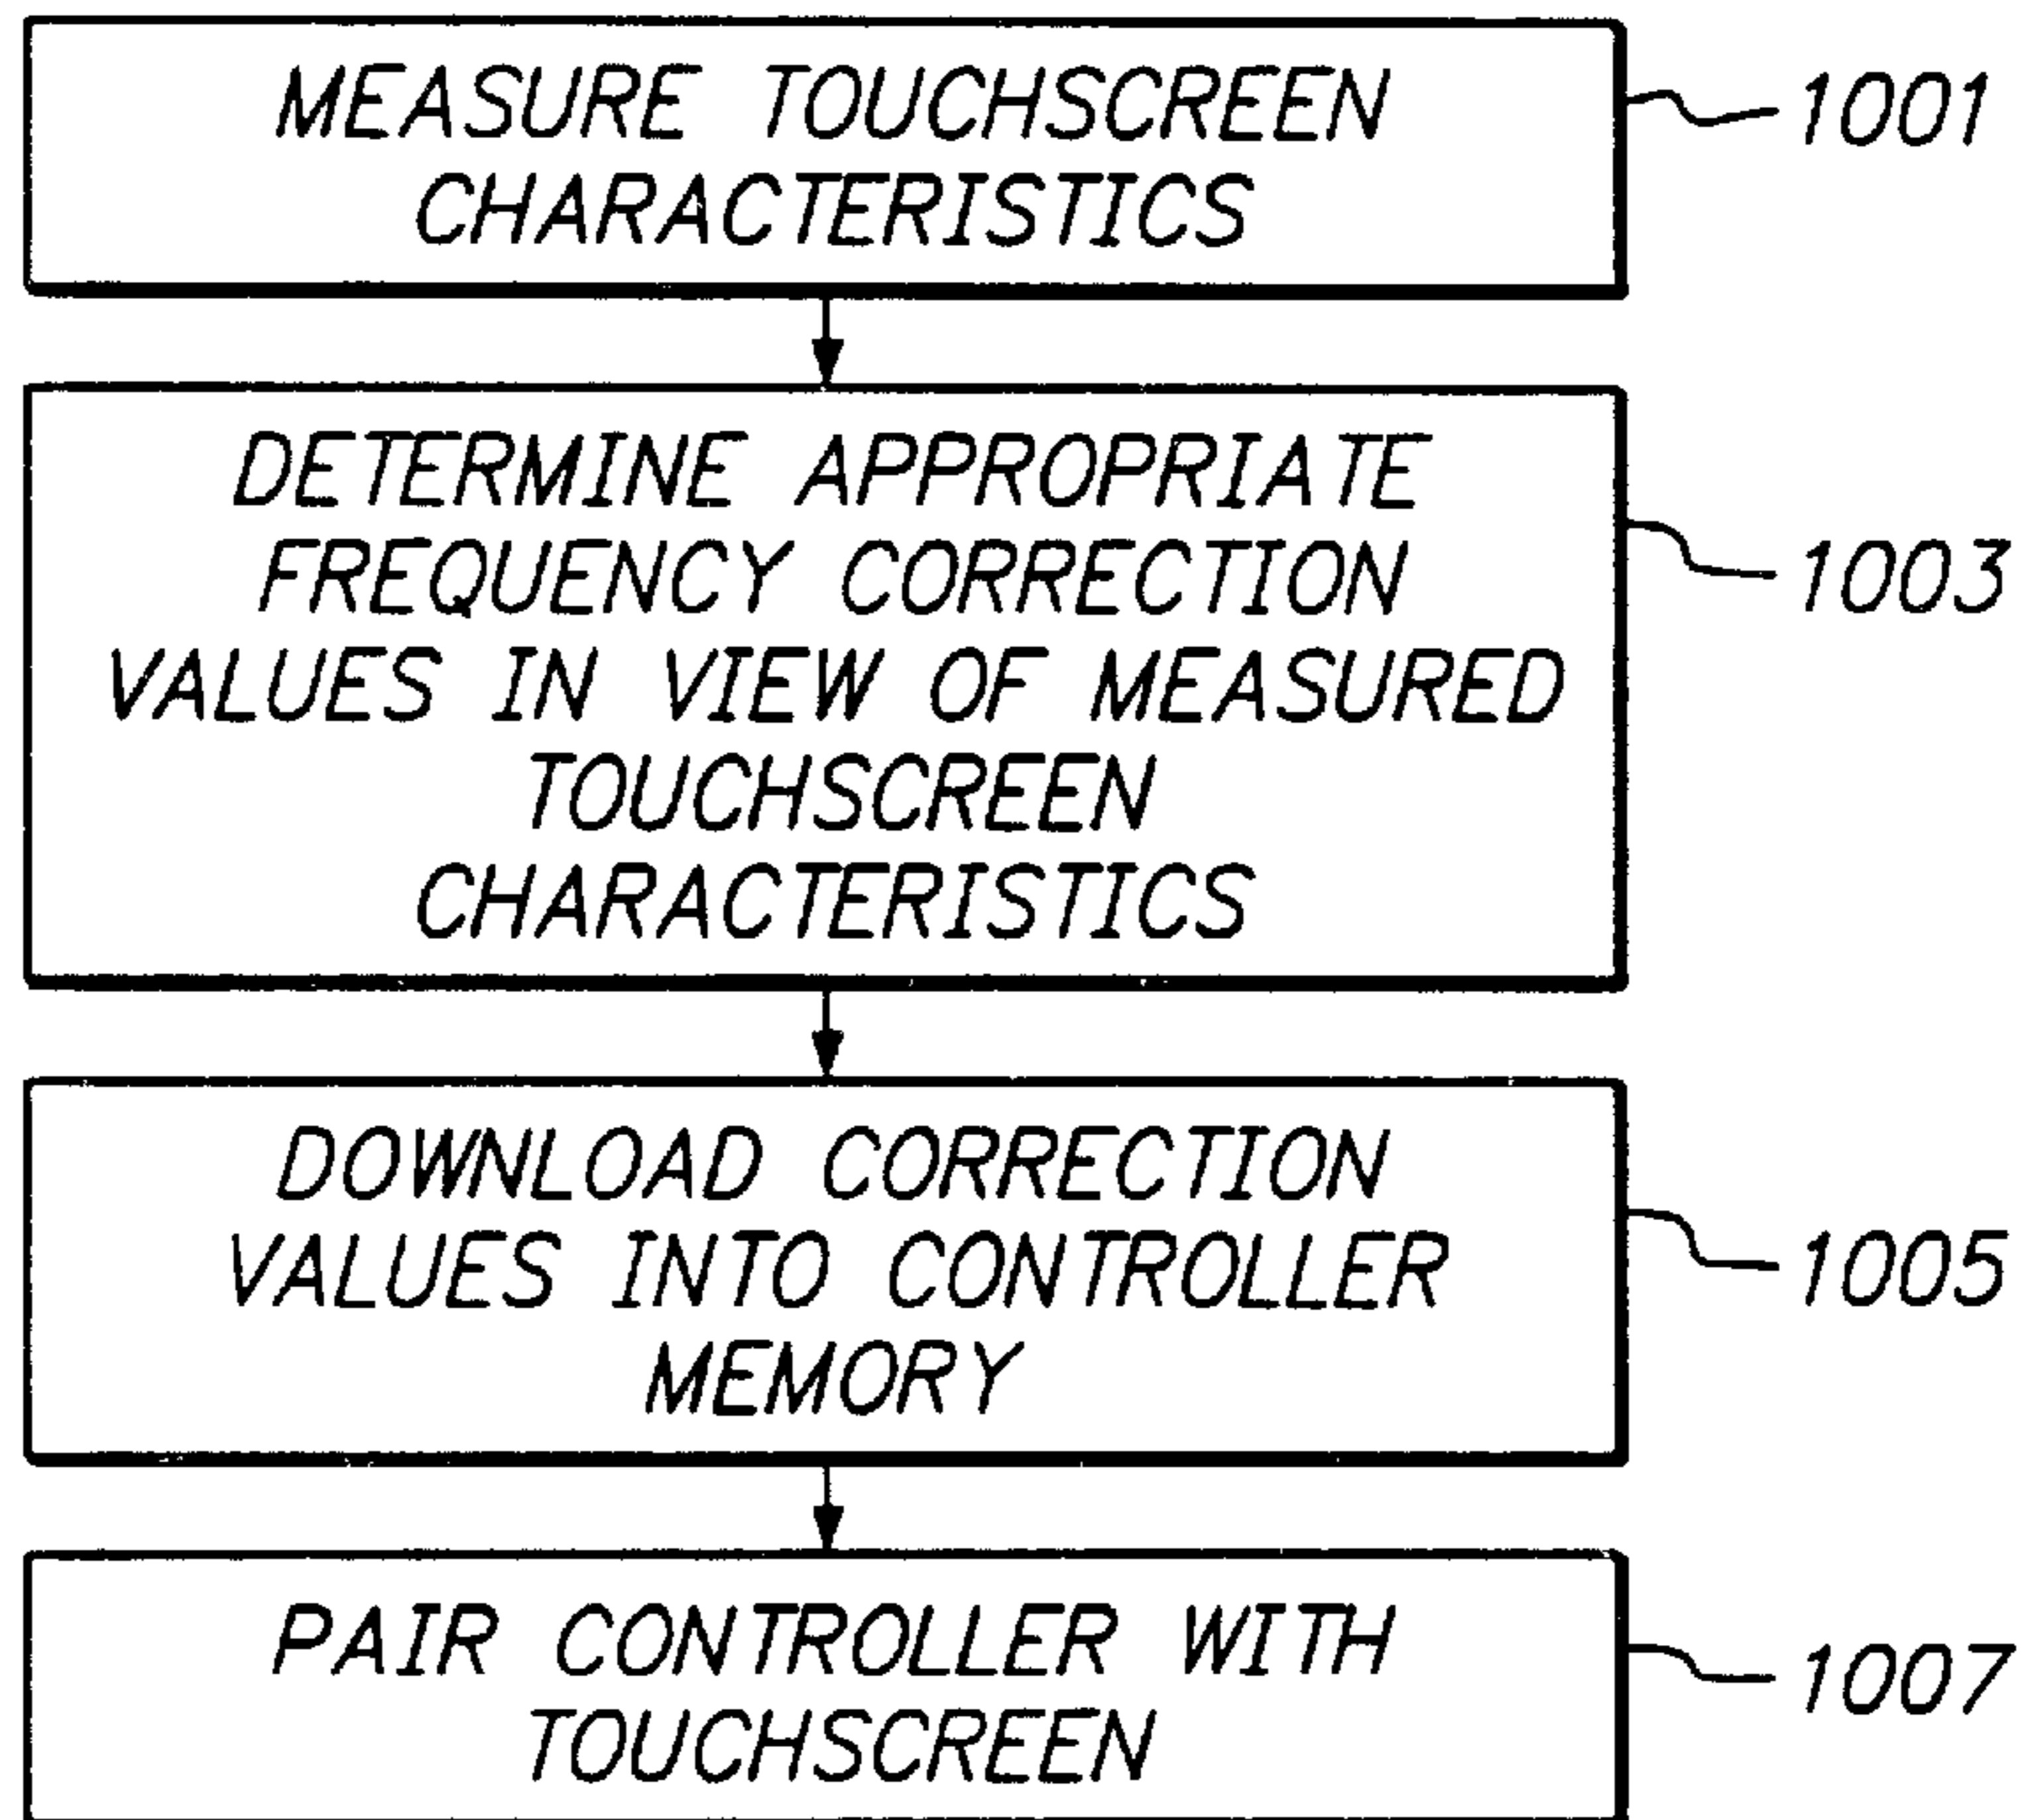 MEASURE TOUCHSCREEN
CHARACTERISTICS
1001
DETERMINE APPROPRIATE
FREQUENCY CORRECTION
VALUES IN VIEW OF MEASURED
TOUCHSCREEN
CHARACTERISTICS
1003
DOWNLOAD CORRECTION
VALUES INTO CONTROLLER
MEMORY
1005
PAIR CONTROLLER WITH
TOUCHSCREEN
1007